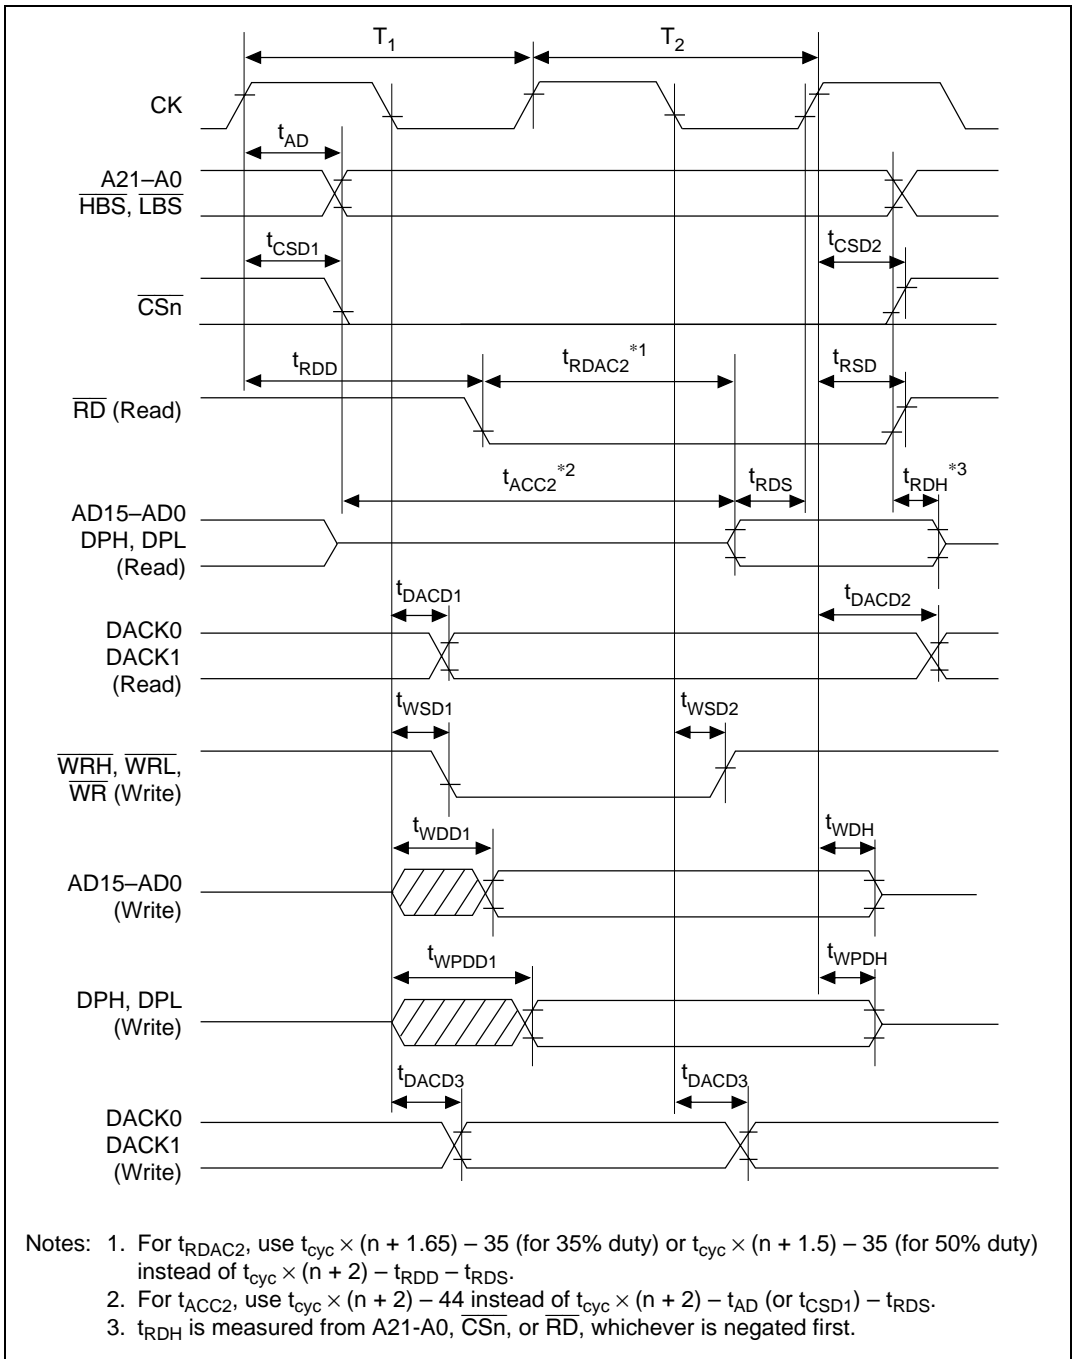 T1 T2
CK
tAD
A21–A0
HBS, LBS
tCSD1 tCSD2
CSn
tRDD tRDAC2*1 tRSD
RD (Read)
tACC2*2 tRDS tRDH*3
AD15–AD0
DPH, DPL
(Read)
tDACD1 tDACD2
DACK0
DACK1
(Read)
tWSD1 tWSD2
WRH, WRL,
WR (Write)
tWDD1 tWDH
AD15–AD0
(Write)
tWPDD1 tWPDH
DPH, DPL
(Write)
tDACD3 tDACD3
DACK0
DACK1
(Write)
Notes: 1. For tRDAC2, use tcyc × (n + 1.65) – 35 (for 35% duty) or tcyc × (n + 1.5) – 35 (for 50% duty)
instead of tcyc × (n + 2) – tRDD – tRDS.
2. For tACC2, use tcyc × (n + 2) – 44 instead of tcyc × (n + 2) – tAD (or tCSD1) – tRDS.
3. tRDH is measured from A21-A0, CSn, or RD, whichever is negated first.